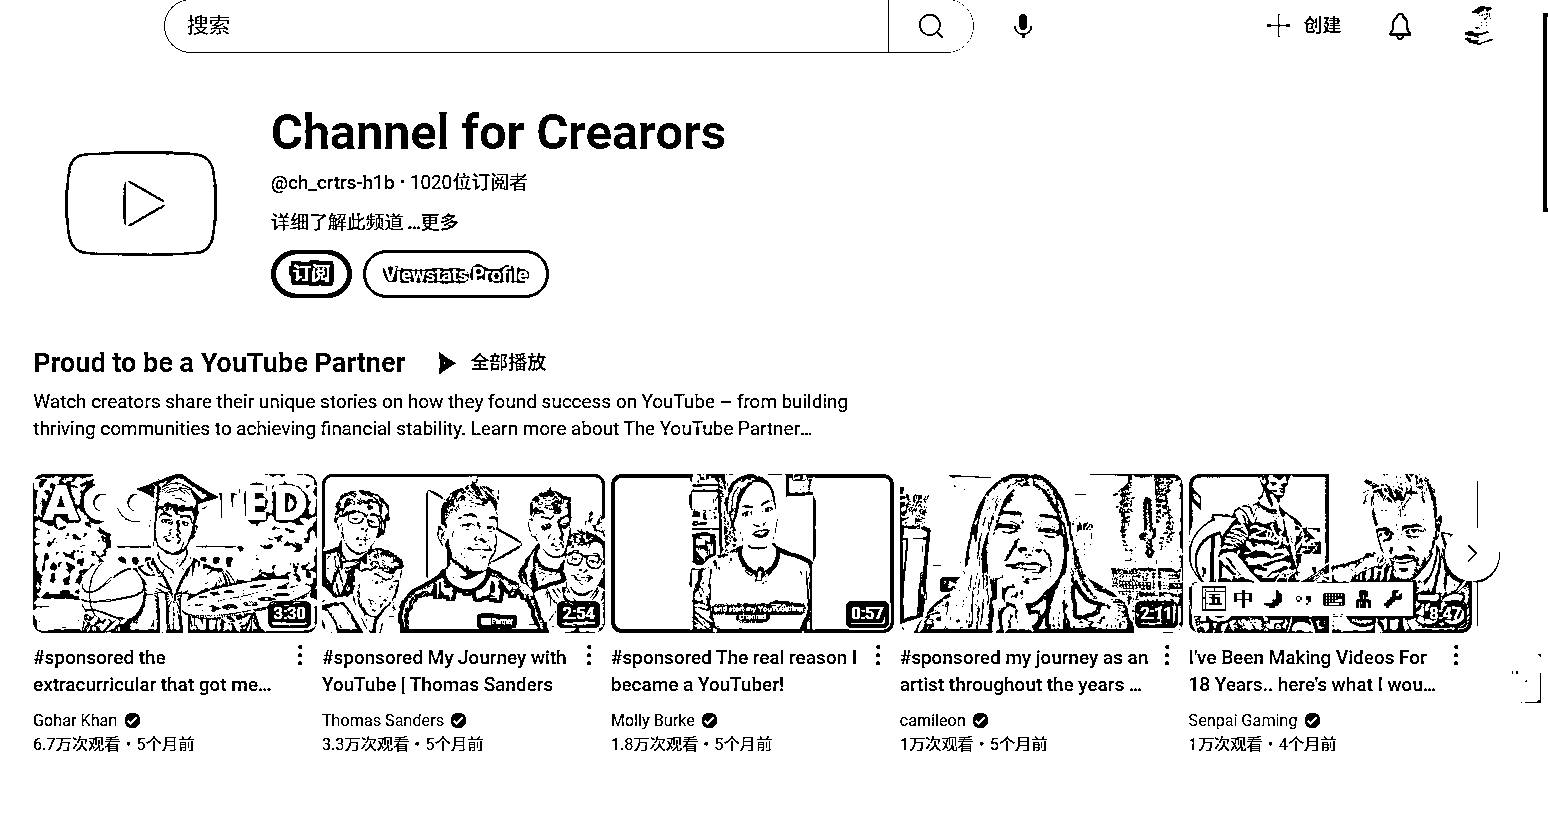 搜索
创建
Channel for Crearors
@ch_crtrs-h1b · 1020位订阅者
详细了解此频道 ...更多
订阅
Viewstats Profile
Proud to be a YouTube Partner
全部播放
Watch creators share their unique stories on how they found success on YouTube – from building
thriving communities to achieving financial stability. Learn more about The YouTube Partner...
3:30
2:54
0:57
2:11
五 中
#sponsored the
extracurricular that got me...
Gohar Khan
6.7万次观看 · 5个月前
#sponsored My Journey with
YouTube | Thomas Sanders
Thomas Sanders
3.3万次观看 · 5个月前
#sponsored The real reason I
became a YouTuber!
Molly Burke
1.8万次观看 · 5个月前
#sponsored my journey as an
artist throughout the years ...
camileon
1万次观看 · 5个月前
I've Been Making Videos For
18 Years.. here's what I wou...
Senpai Gaming
1万次观看 · 4个月前